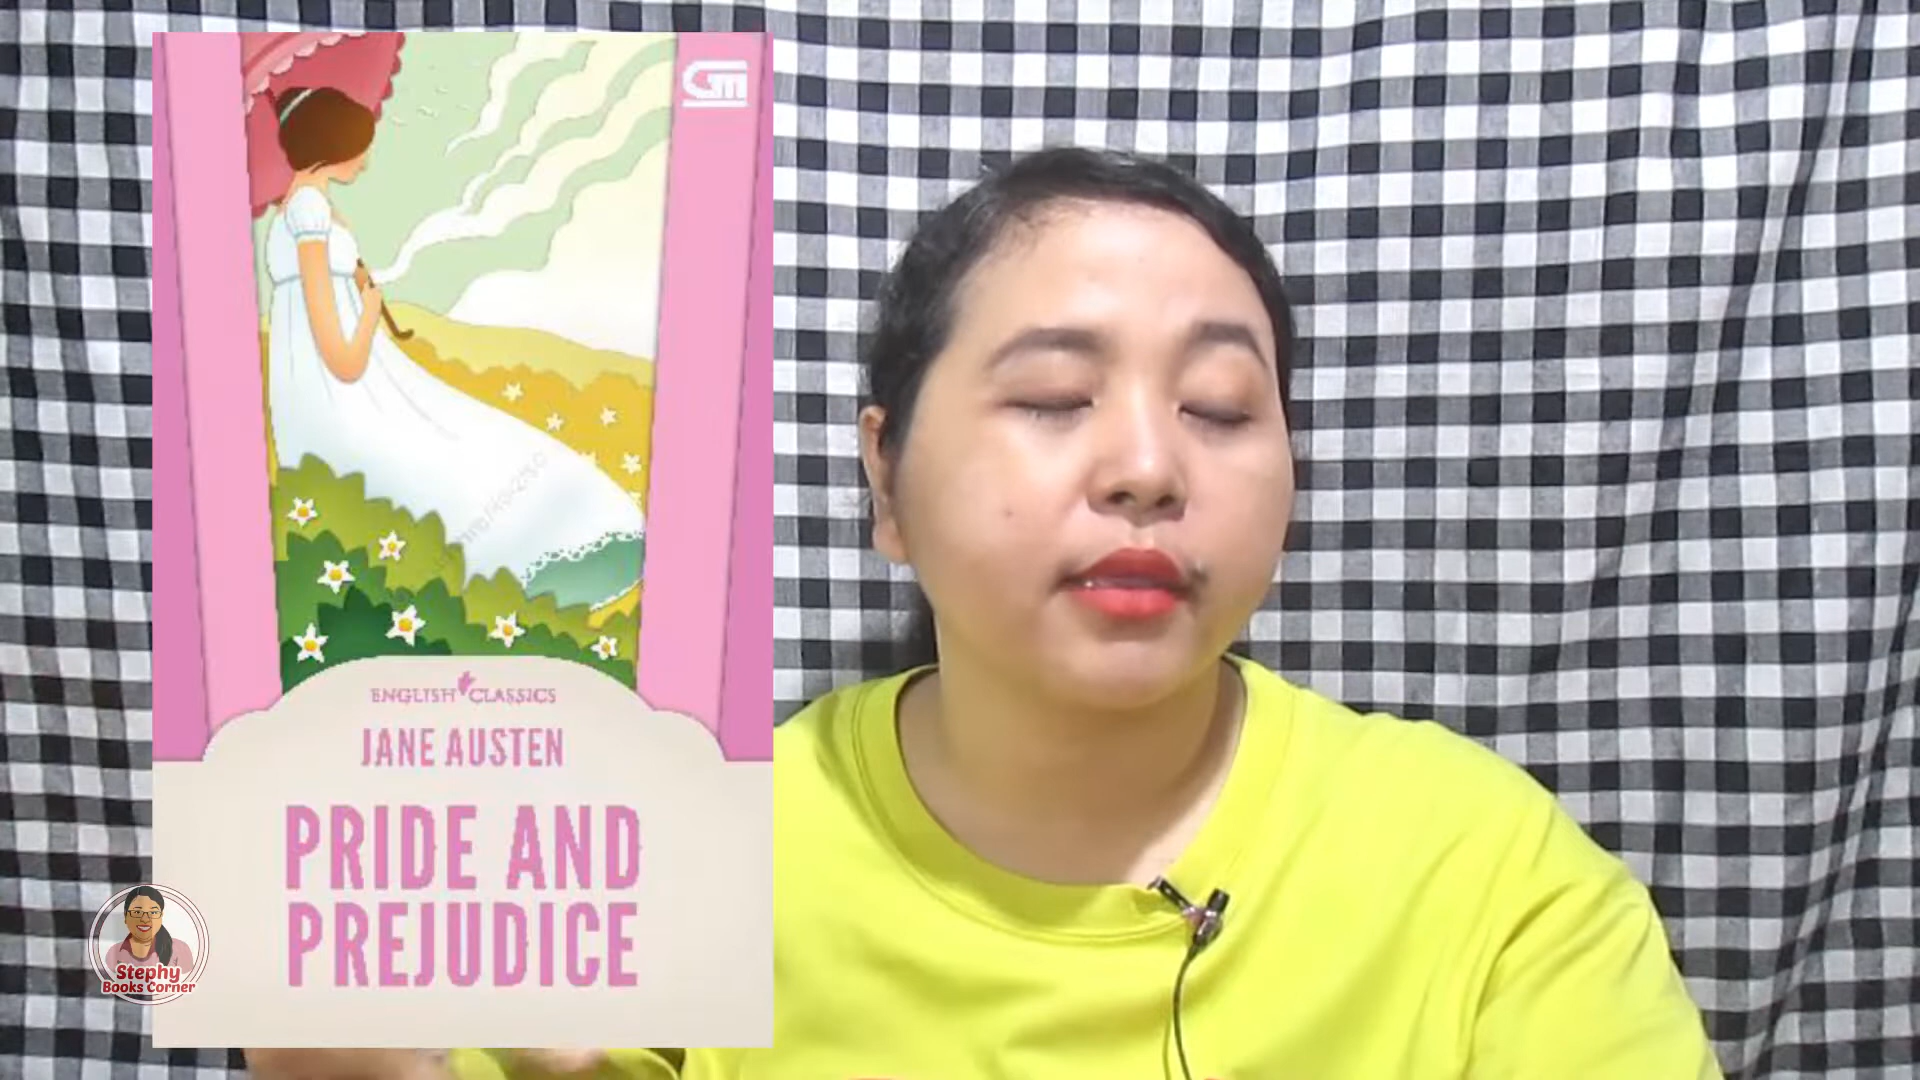 GM
ENGLISH CLASSICS
JANE AUSTEN
PRIDE AND
PREJUDICE
Stephy
Books Corner